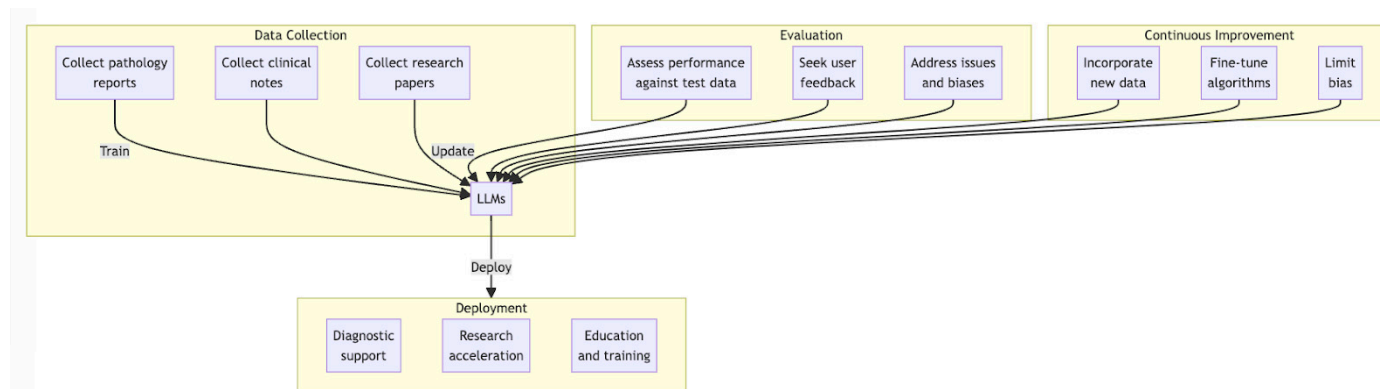 Data Collection
Collect pathology
reports
Collect clinical
notes
Collect research
papers
Train
Update
LLMs
Evaluation
Assess performance
against test data
Seek user
feedback
Address issues
and biases
Continuous Improvement
Incorporate
new data
Fine-tune
algorithms
Limit
bias
Deploy
Deployment
Diagnostic
support
Research
acceleration
Education
and training